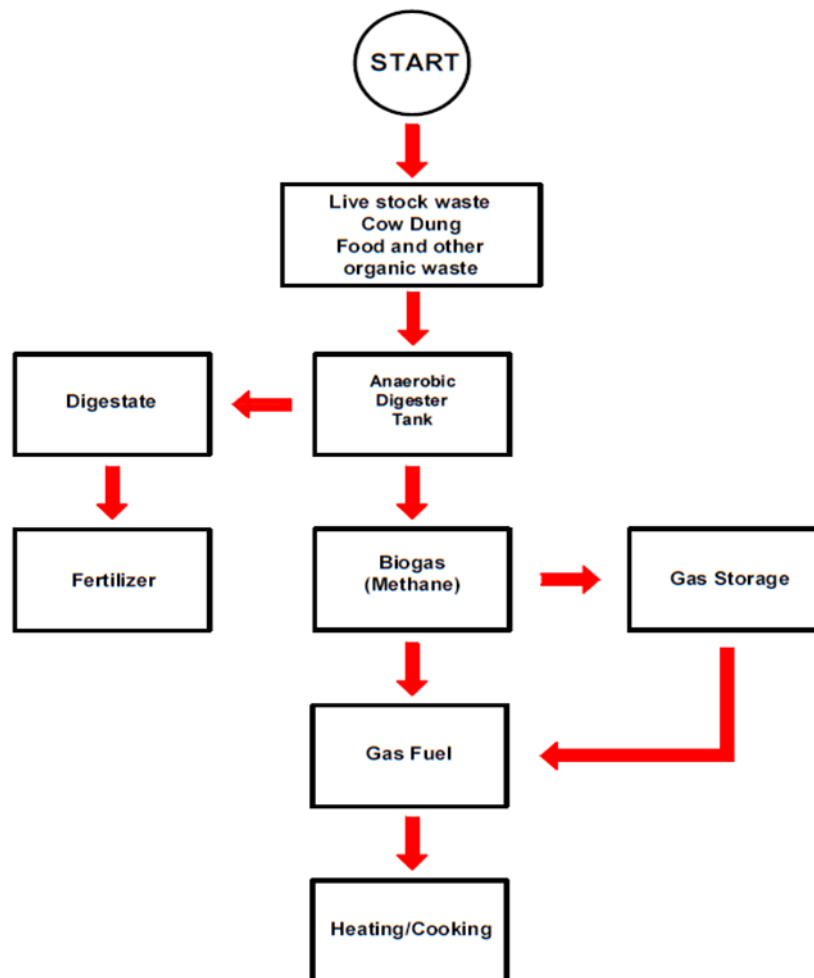 START
Live stock waste
Cow Dung
Food and other
organic waste
Digestate
Anaerobic
Digester
Tank
Fertilizer
Biogas
(Methane)
Gas Storage
Gas Fuel
Heating/Cooking